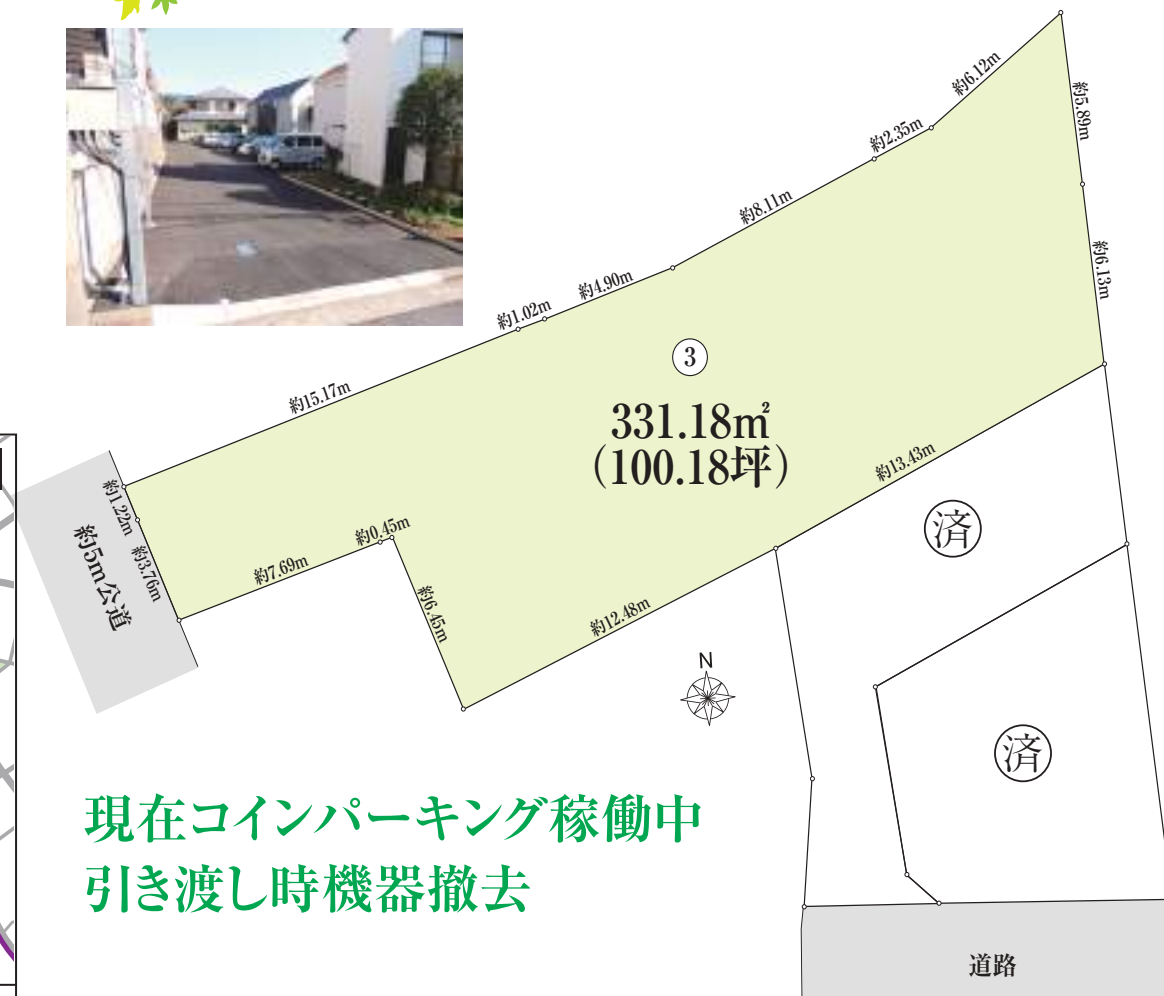 約6.12m
約5.89m
約2.35m
約8.11m
約6.13m
約4.90m
約1.02m
③
約15.17m
331.18㎡
（100.18坪）
約13.43m
約1.22m
済
約0.45m
約5m公道
約3.76m
約7.69m
約6.45m
約12.48m
N
済
現在コインパーキング稼働中
引き渡し時機器撤去
道路